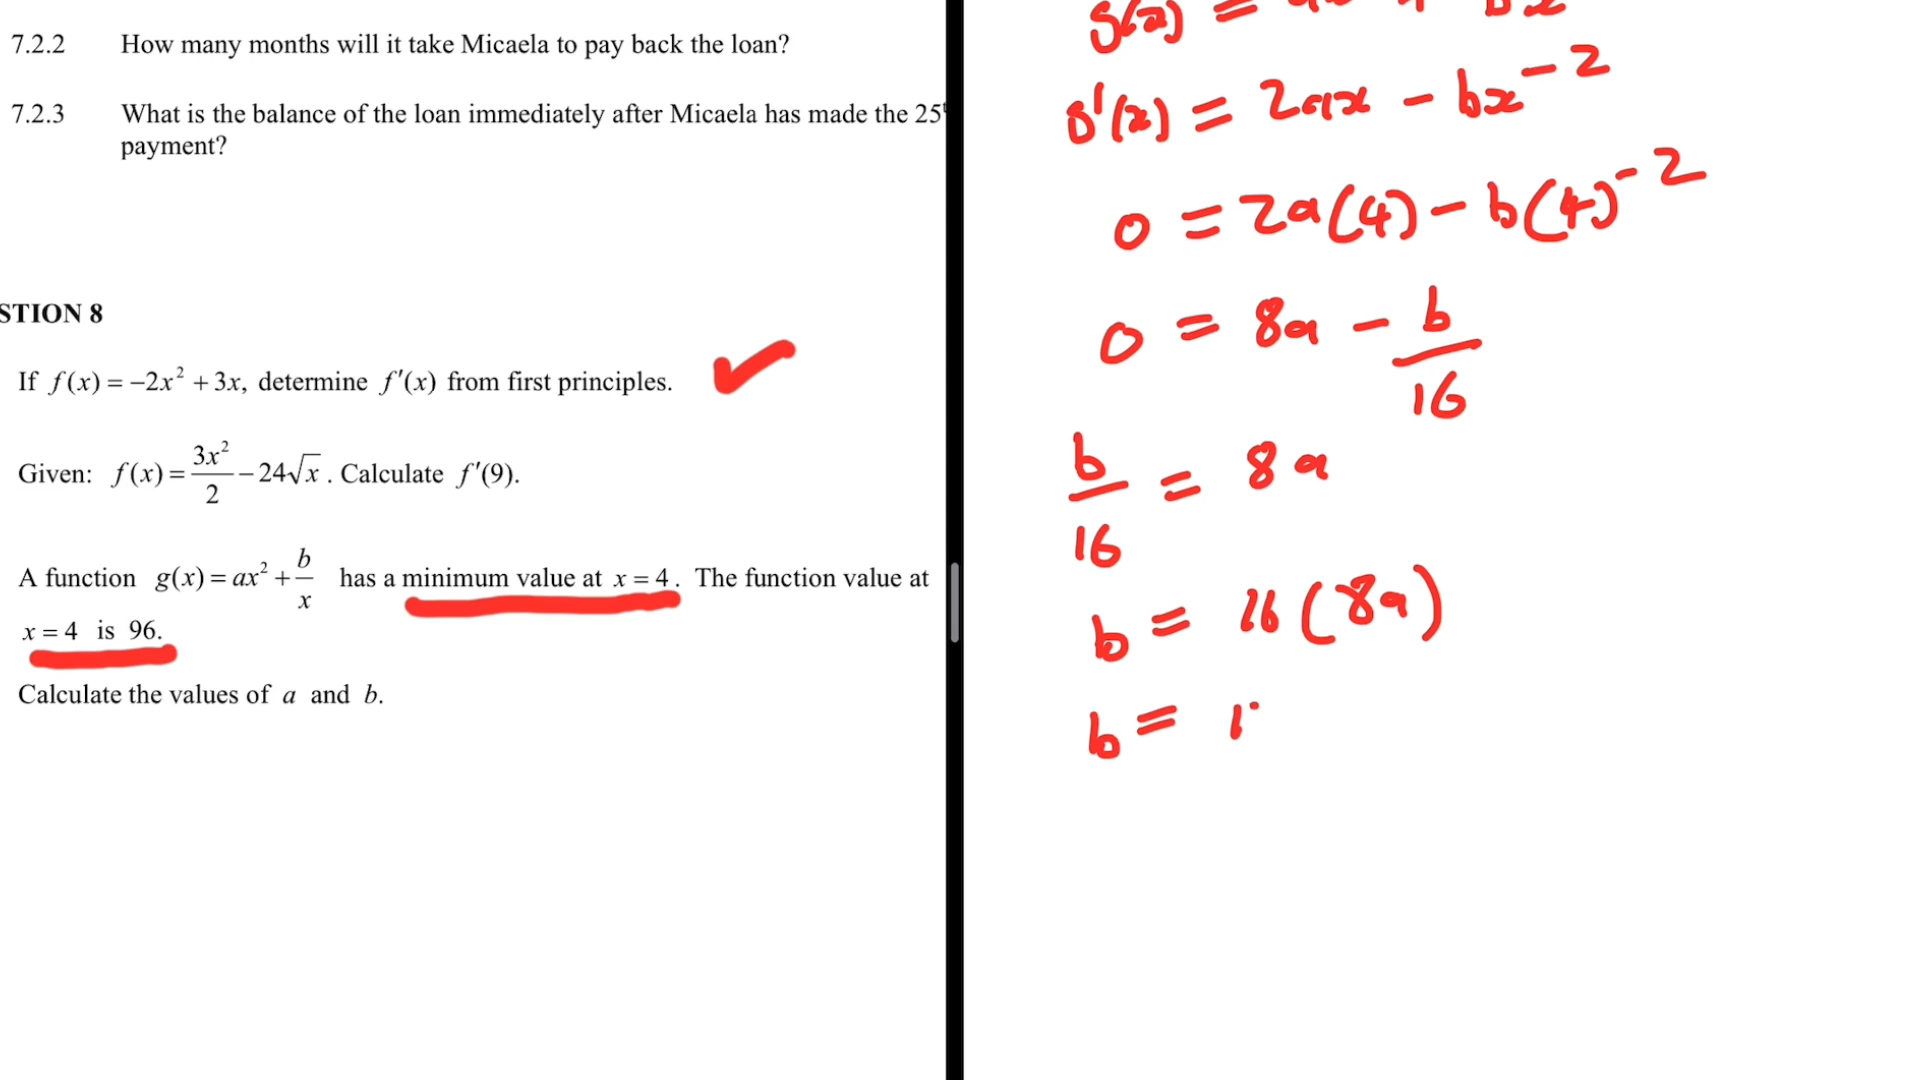 7.2.2 How many months will it take Micaela to pay back the loan?
7.2.3 What is the balance of the loan immediately after Micaela has made the 25
payment?
STION 8
If f(x) = −2x² + 3x, determine f′(x) from first principles.
Given: f(x) = 3x²/2 − 24√x . Calculate f′(9).
A function g(x) = ax² + b/x has a minimum value at x = 4 . The function value at
x = 4 is 96.
Calculate the values of a and b.
g(x) =
g'(x) = 2ax − bx⁻²
0 = 2a(4) − b(4)⁻²
0 = 8a − b/16
b/16 = 8a
b = 16(8a)
b = 1